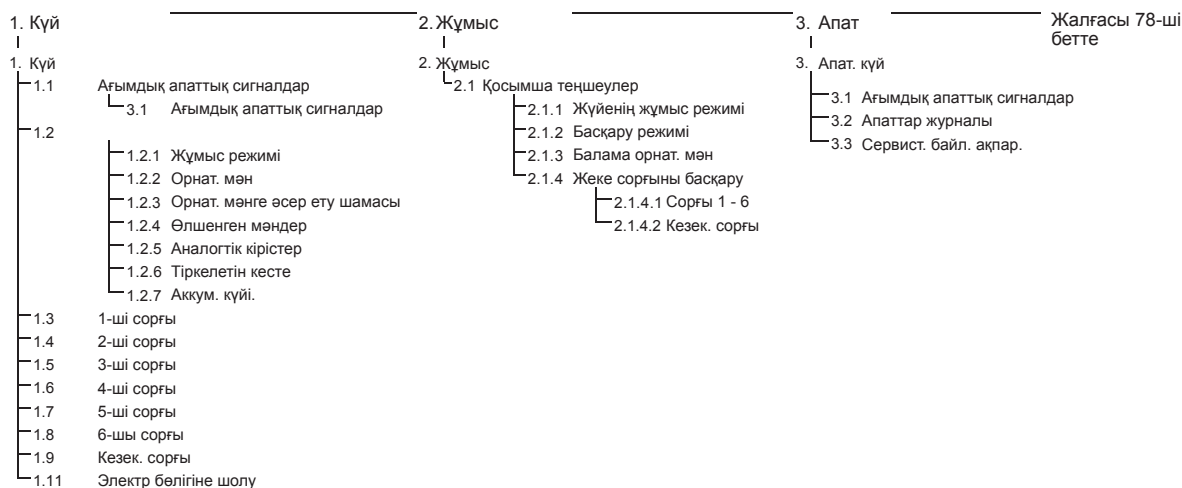 1. Күй
2. Жұмыс
3. Апат
Жалғасы 78-ші
бетте
1. Күй
1.1 Ағымдық апаттық сигналдар
3.1 Ағымдық апаттық сигналдар
1.2
1.2.1 Жұмыс режимі
1.2.2 Орнат. мән
1.2.3 Орнат. мәнге әсер ету шамасы
1.2.4 Өлшенген мәндер
1.2.5 Аналогтік кірістер
1.2.6 Тіркелетін кесте
1.2.7 Аккум. күйі.
1.3 1-ші сорғы
1.4 2-ші сорғы
1.5 3-ші сорғы
1.6 4-ші сорғы
1.7 5-ші сорғы
1.8 6-шы сорғы
1.9 Кезек. сорғы
1.11 Электр бөлігіне шолу
2. Жұмыс
2.1 Қосымша теңшеулер
2.1.1 Жүйенің жұмыс режимі
2.1.2 Басқару режимі
2.1.3 Балама орнат. мән
2.1.4 Жеке сорғыны басқару
2.1.4.1 Сорғы 1 - 6
2.1.4.2 Кезек. сорғы
3. Апат. күй
3.1 Ағымдық апаттық сигналдар
3.2 Апаттар журналы
3.3 Сервист. байл. ақпар.